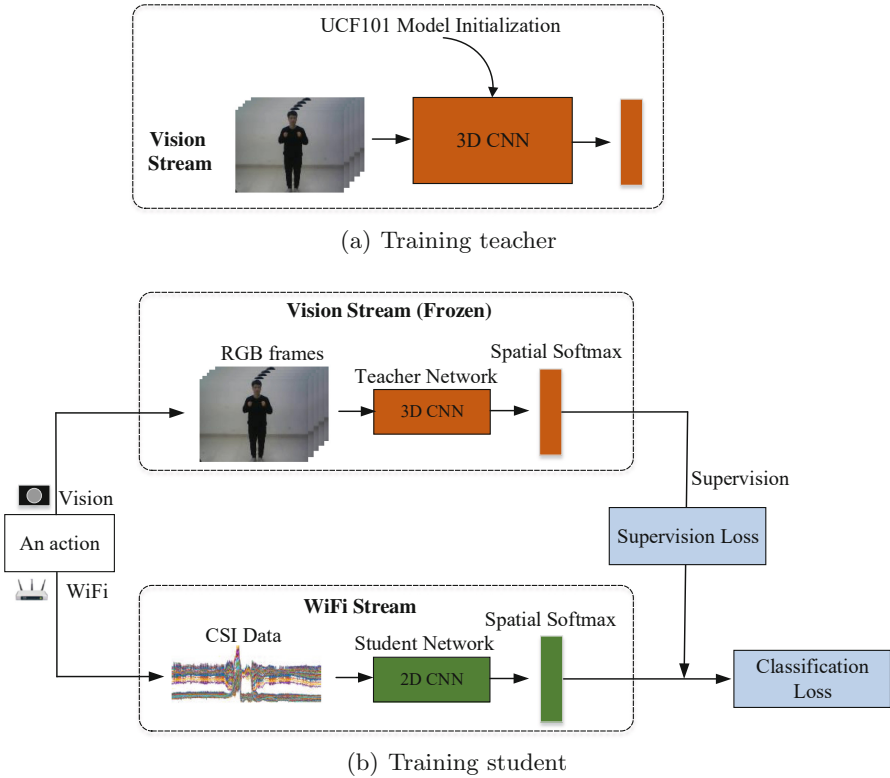 UCF101 Model Initialization
Vision
Stream
3D CNN
(a) Training teacher
Vision Stream (Frozen)
RGB frames
Spatial Softmax
Teacher Network
3D CNN
Vision
Supervision
An action
Supervision Loss
WiFi
WiFi Stream
Spatial Softmax
CSI Data
Student Network
2D CNN
Classification
Loss
(b) Training student